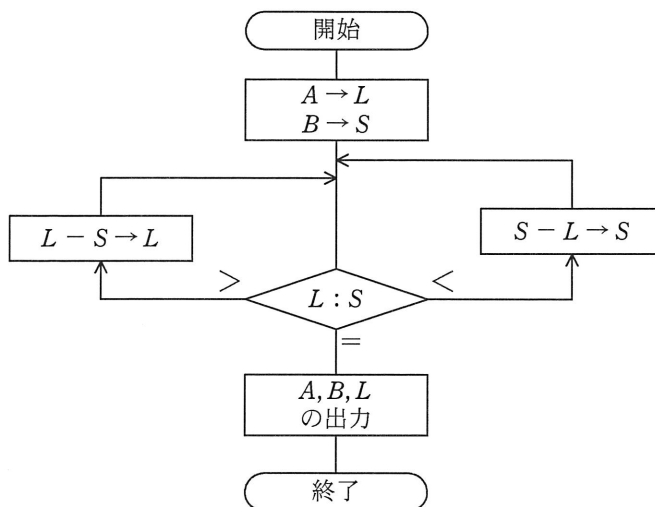 開始
A → L
B → S
L − S → L
S − L → S
>
L : S
<
=
A, B, L
の出力
終了